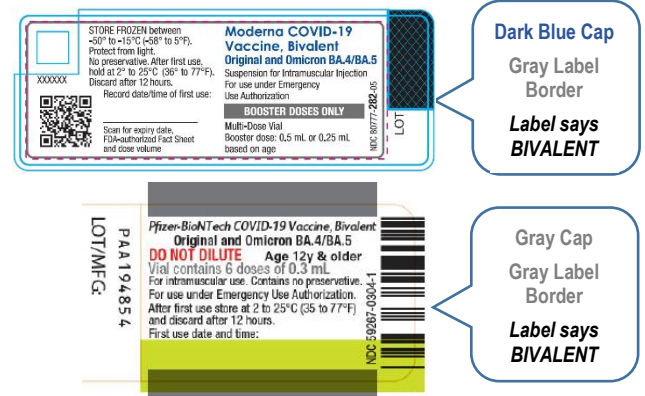 STORE FROZEN between
-50° to -15°C (-58° to 5°F).
Protect from light.
No preservative. After first use,
hold at 2° to 25°C (36° to 77°F).
Discard after 12 hours.
Record date/time of first use:
XXXXXX
Scan for expiry date,
FDA-authorized Fact Sheet
and dose volume
Moderna COVID-19
Vaccine, Bivalent
Original and Omicron BA.4/BA.5
Suspension for Intramuscular Injection
For use under Emergency
Use Authorization
BOOSTER DOSES ONLY
Multi-Dose Vial
Booster dose: 0.5 mL or 0.25 mL
based on age
NDC 80777-282-05
LOT
Dark Blue Cap
Gray Label
Border
Label says
BIVALENT
LOT/MFG:
PAA194854
Pfizer-BioNTech COVID-19 Vaccine, Bivalent
Original and Omicron BA.4/BA.5
DO NOT DILUTE Age 12y & older
Vial contains 6 doses of 0.3 mL
For intramuscular use. Contains no preservative.
For use under Emergency Use Authorization.
After first use store at 2 to 25°C (35 to 77°F)
and discard after 12 hours.
First use date and time:
NDC 59267-0304-1
Gray Cap
Gray Label
Border
Label says
BIVALENT